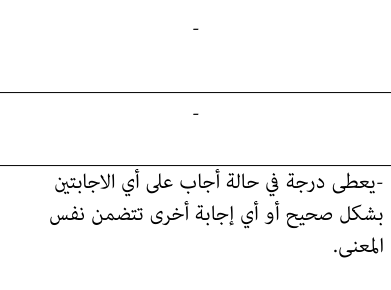 -
-
-يعطى درجة في حالة أجاب على أي الاجابتين
بشكل صحيح أو أي إجابة أخرى تتضمن نفس
المعنى.